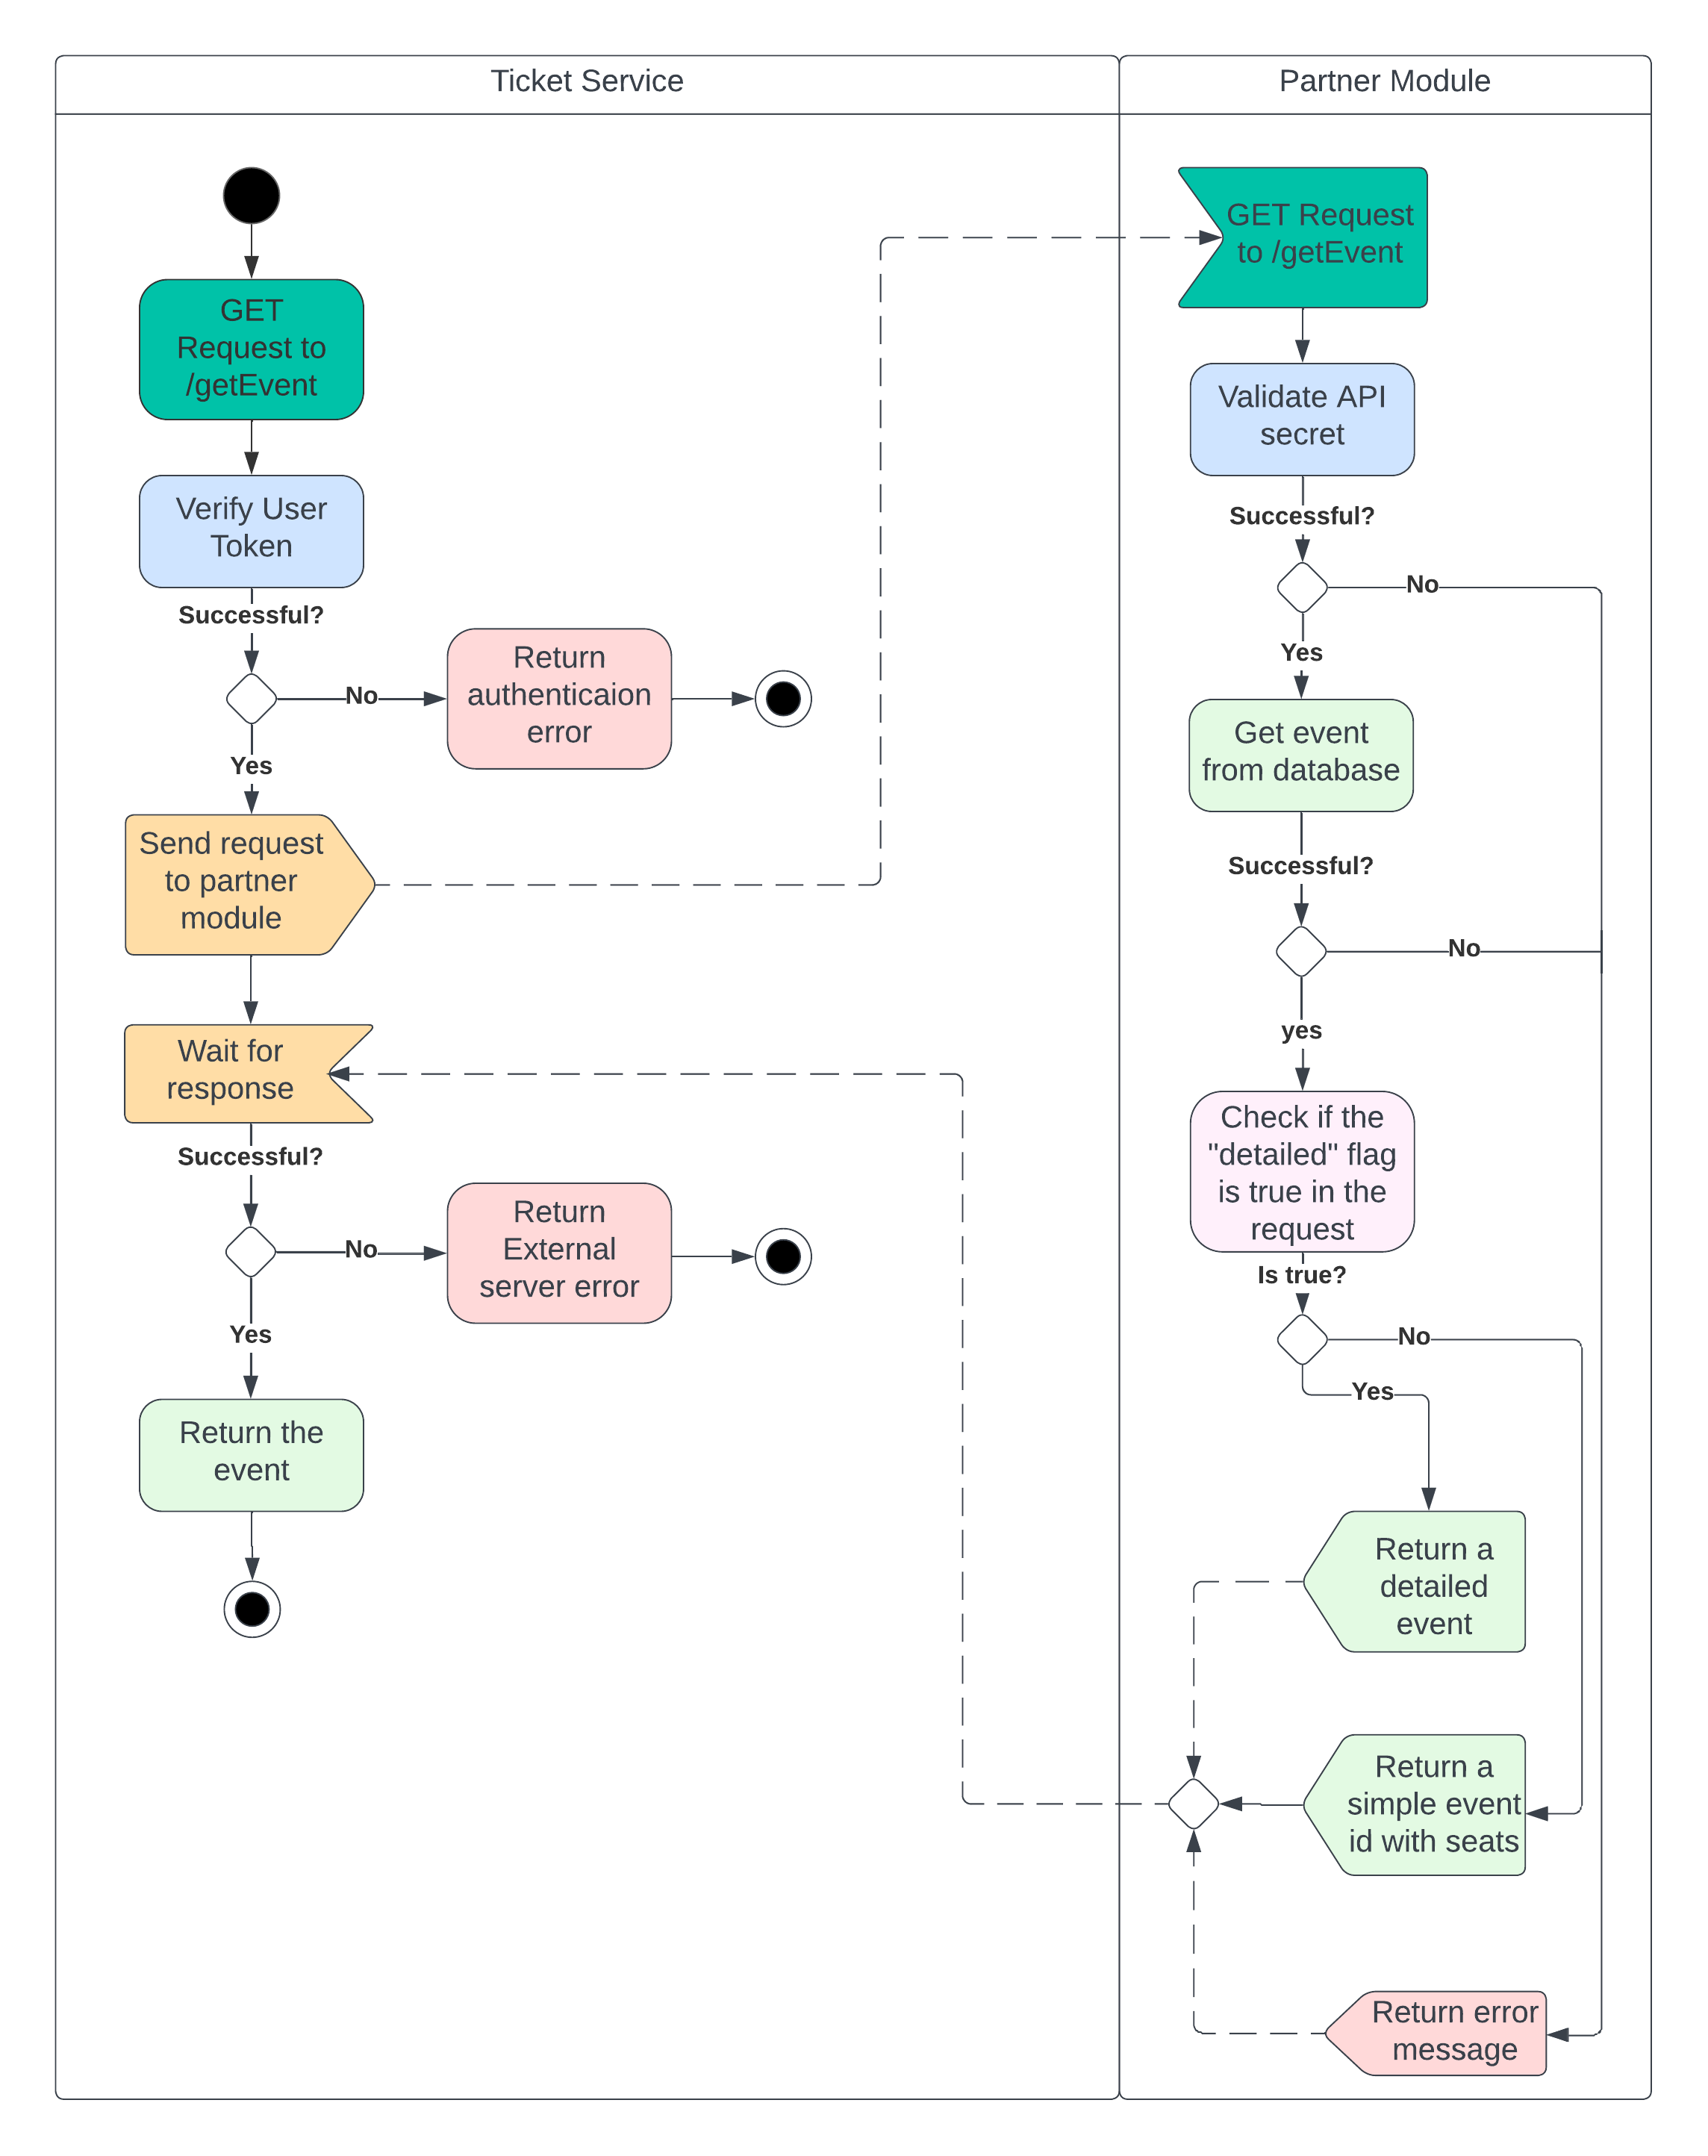 Ticket Service
GET
Request to
/getEvent
Verify User
Token
Successful?
No
Return
authenticaion
error
Yes
Send request
to partner
module
Wait for
response
Successful?
No
Return
External
server error
Yes
Return the
event
Partner Module
GET Request
to /getEvent
Validate API
secret
Successful?
No
Yes
Get event
from database
Successful?
No
yes
Check if the
"detailed" flag
is true in the
request
Is true?
No
Yes
Return a
detailed
event
Return a
simple event
id with seats
Return error
message